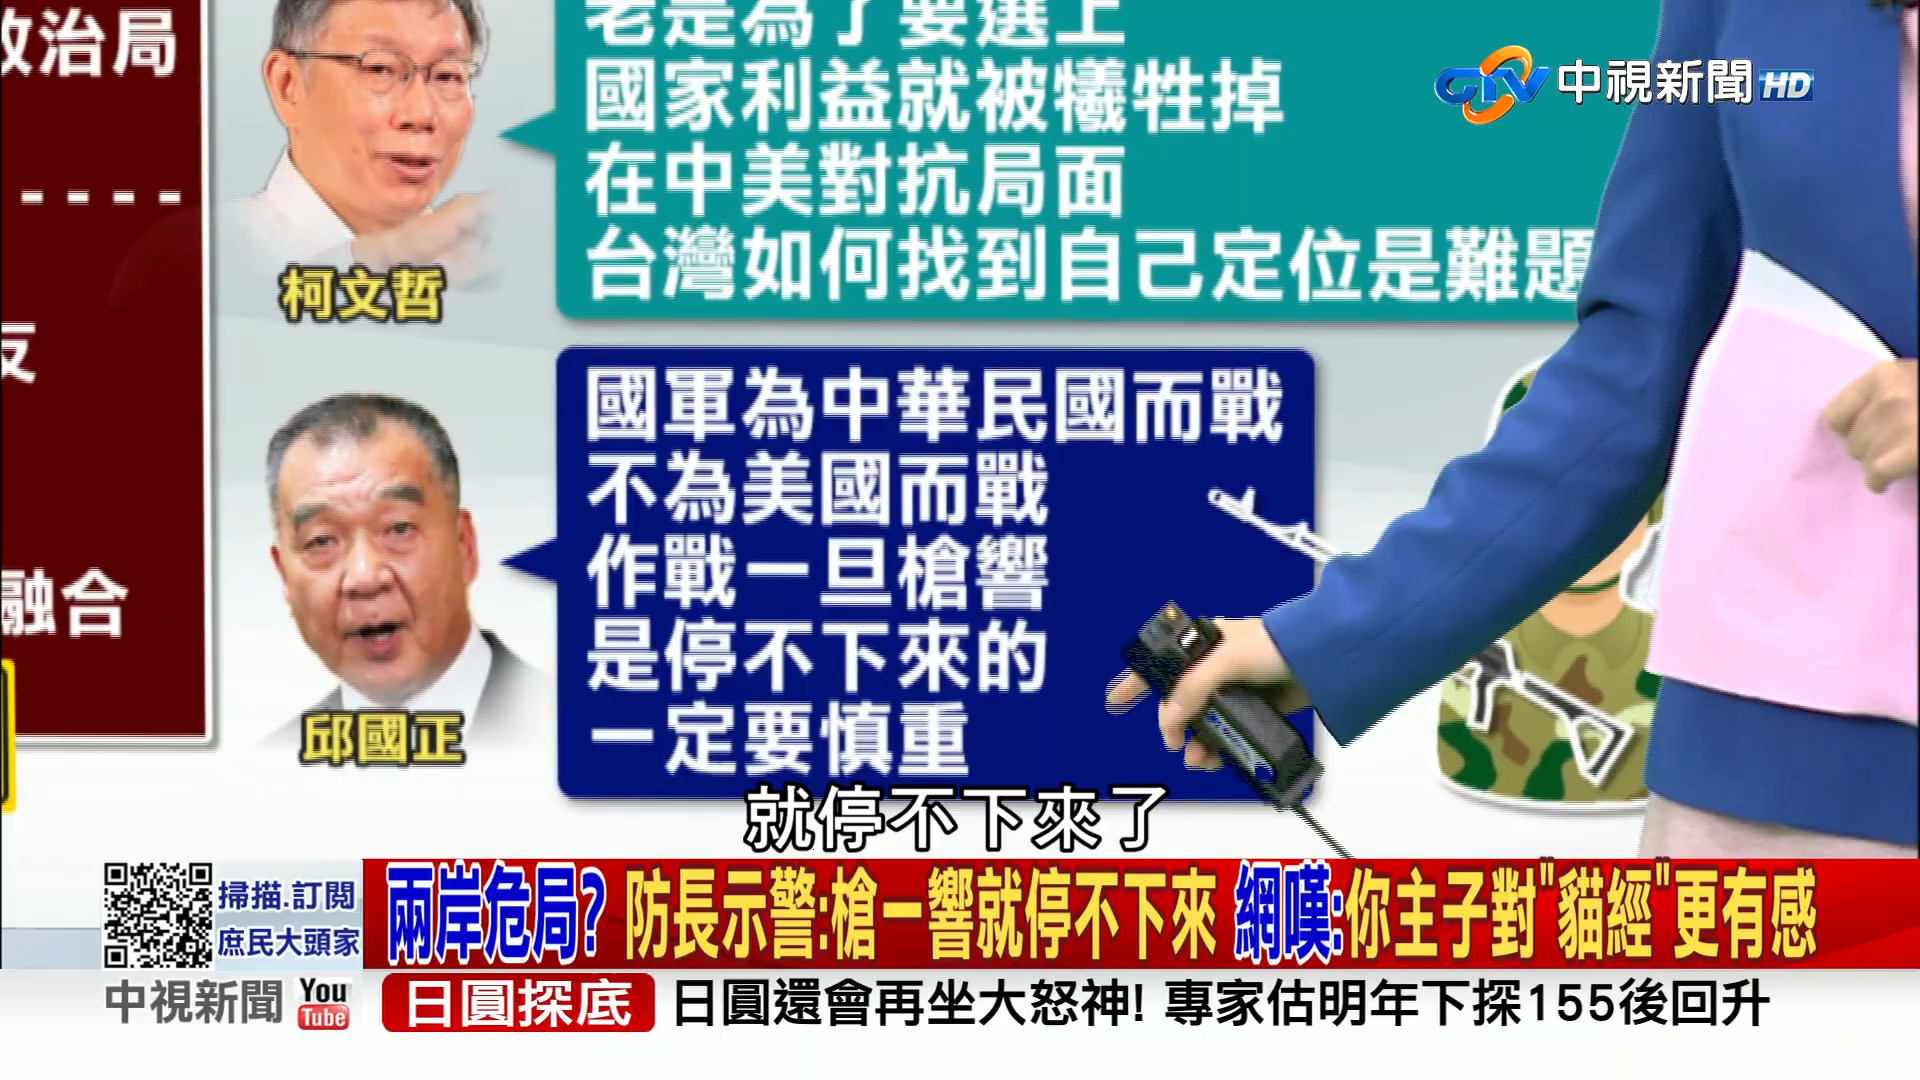 政治局
老是為了要選上
國家利益就被犧牲掉
在中美對抗局面
台灣如何找到自己定位是難題
柯文哲
CTV中視新聞HD
反
融合
國軍為中華民國而戰
不為美國而戰
作戰一旦槍響
是停不下來的
一定要慎重
邱國正
就停不下來了
掃描.訂閱
庶民大頭家
兩岸危局? 防長示警:槍一響就停不下來 網嘆:你主子對"貓經"更有感
中視新聞 YouTube
日圓探底 日圓還會再坐大怒神! 專家估明年下探155後回升